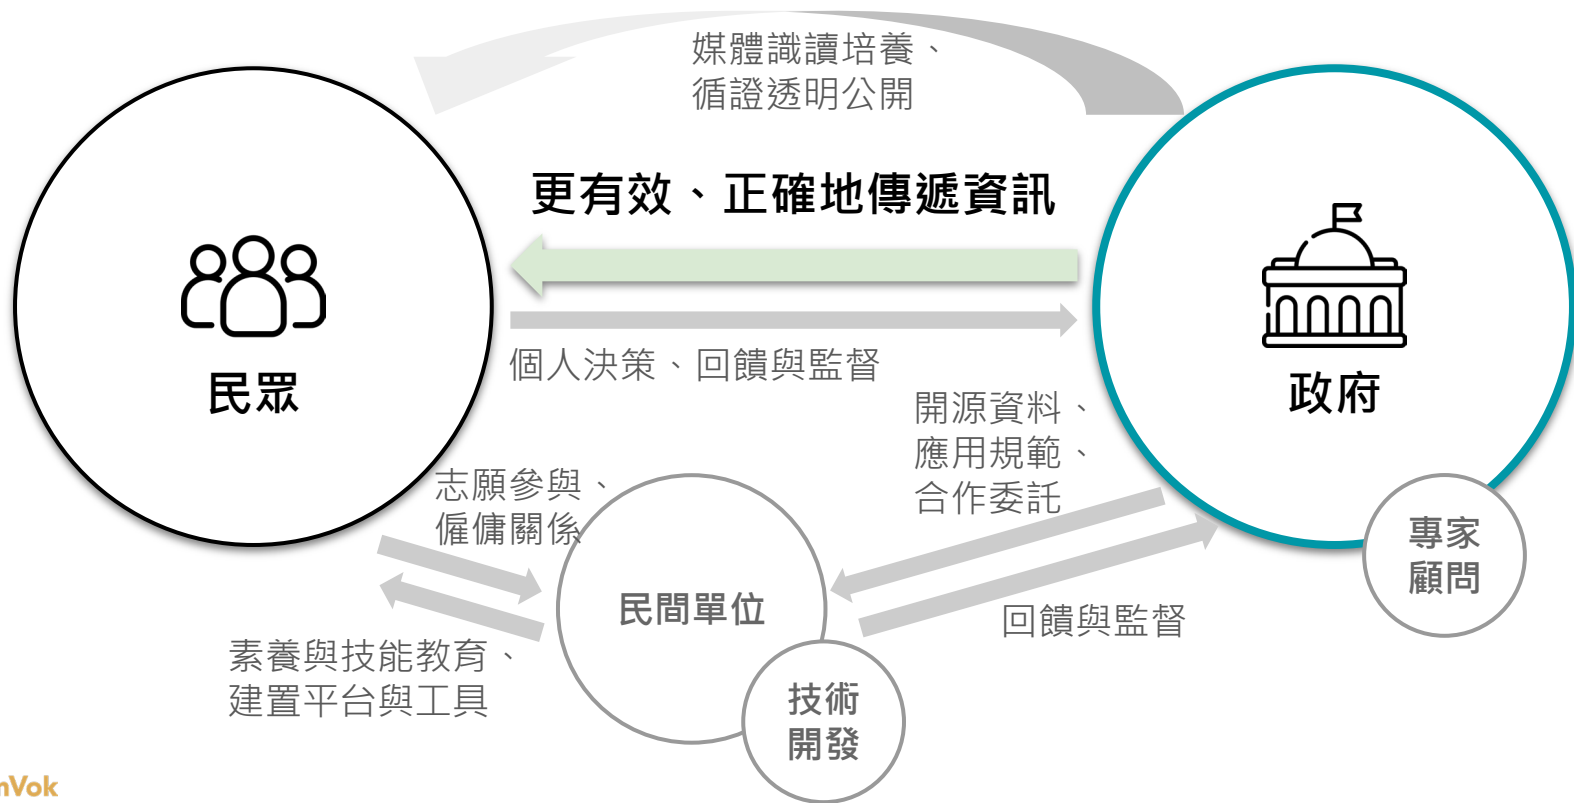 媒體識讀培養、
循證透明公開
更有效、正確地傳遞資訊
民眾
政府
個人決策、回饋與監督
開源資料、
應用規範、
合作委託
志願參與、
僱傭關係
專家
顧問
民間單位
回饋與監督
素養與技能教育、
建置平台與工具
技術
開發
nVok